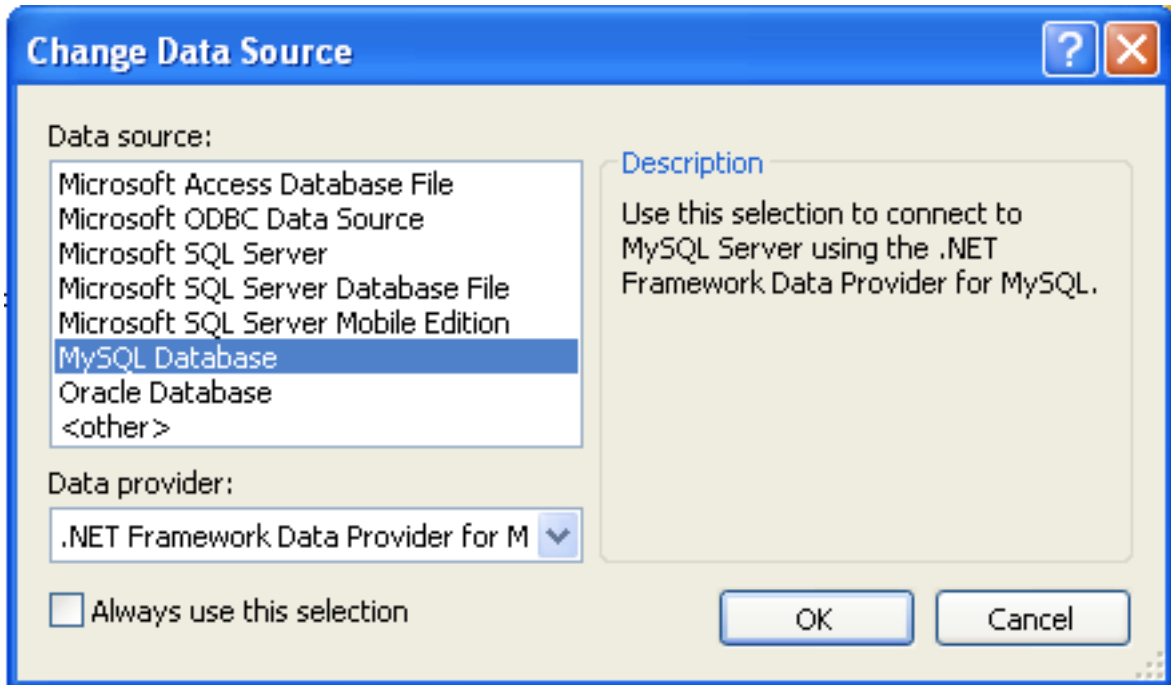 Change Data Source
Data source:
Microsoft Access Database File
Microsoft ODBC Data Source
Microsoft SQL Server
Microsoft SQL Server Database File
Microsoft SQL Server Mobile Edition
MySQL Database
Oracle Database
<other>
Description
Use this selection to connect to
MySQL Server using the .NET
Framework Data Provider for MySQL.
Data provider:
.NET Framework Data Provider for M
Always use this selection
OK
Cancel